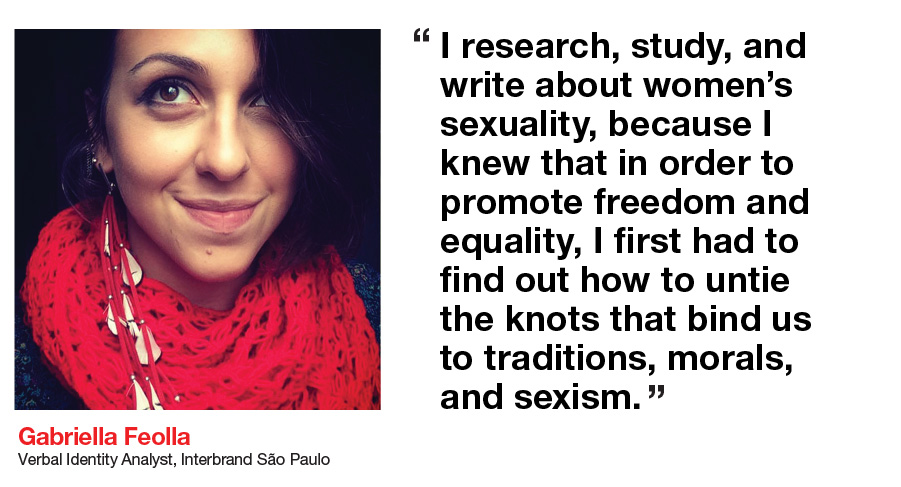 “ I research, study, and
write about women’s
sexuality, because I
knew that in order to
promote freedom and
equality, I first had to
find out how to untie
the knots that bind us
to traditions, morals,
and sexism. ”
Gabriella Feolla
Verbal Identity Analyst, Interbrand São Paulo